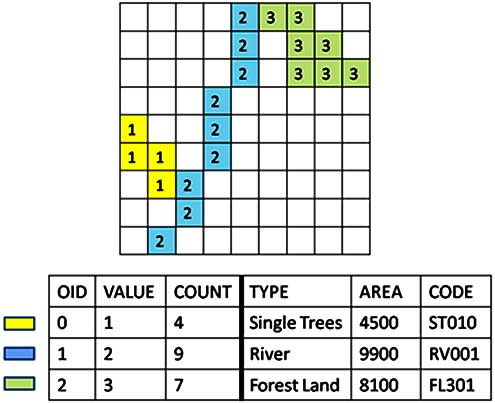 2 3 3
2 3 3
2 3 3 3
2
1 2
1 1 2
1 2
2
2
OID VALUE COUNT TYPE AREA CODE
0 1 4 Single Trees 4500 ST010
1 2 9 River 9900 RV001
2 3 7 Forest Land 8100 FL301